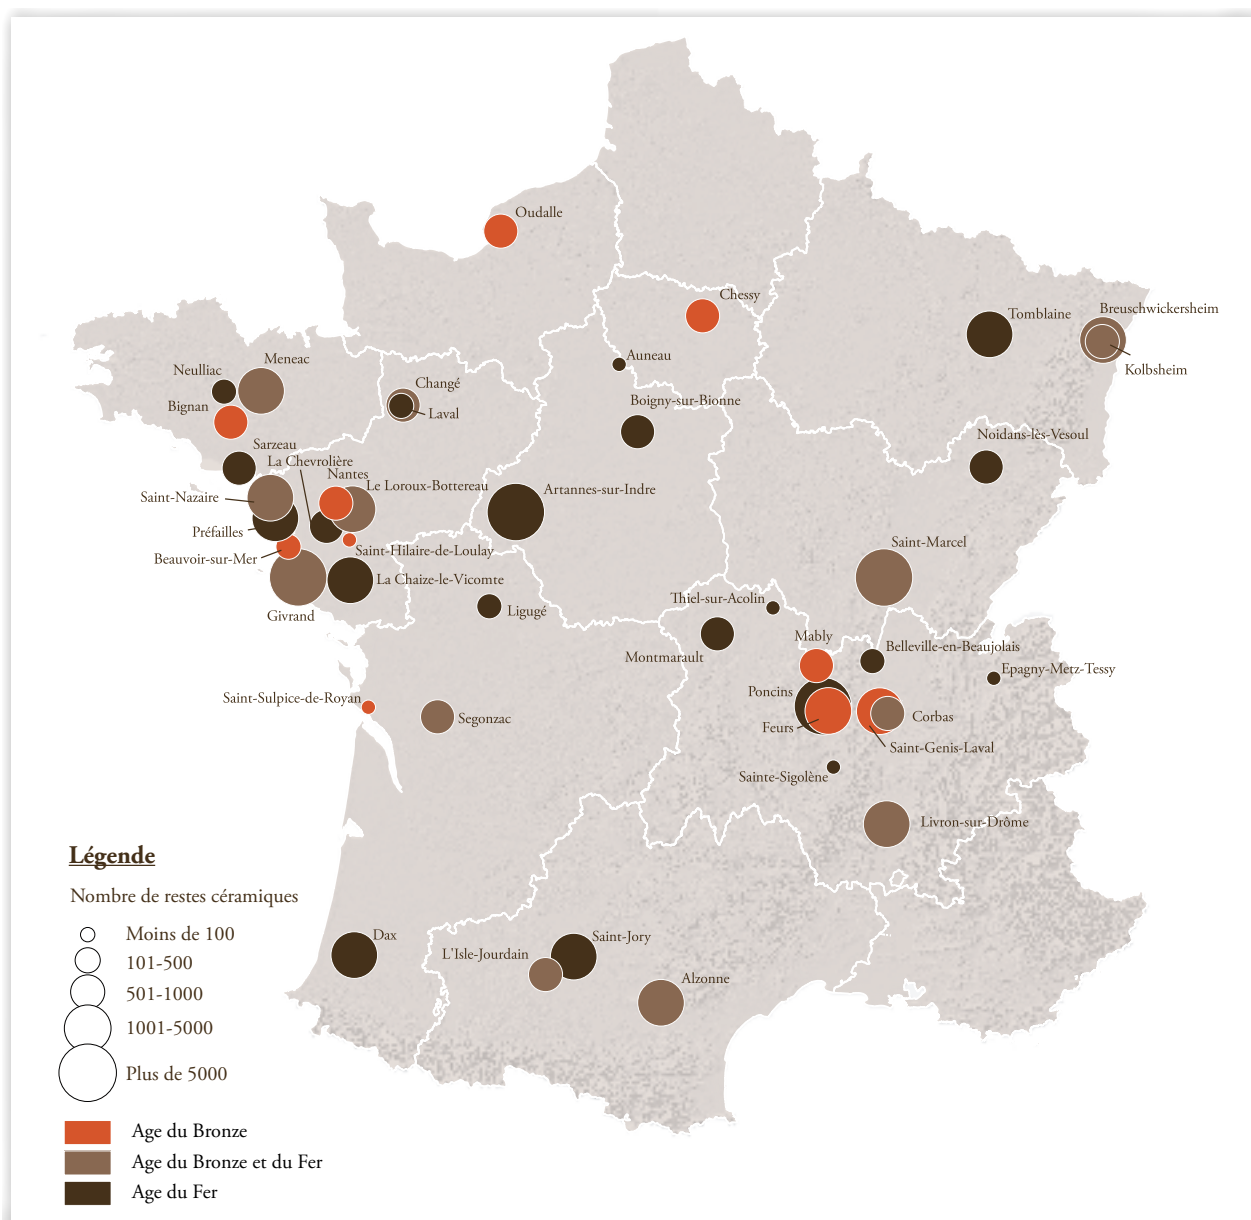 Oudalle
Chessy
Breuschwickersheim
Tomblaine
Kolbsheim
Auneau
Meneac
Neulliac
Changé
Bignan
Laval
Boigny-sur-Bionne
Noidans-lès-Vesoul
Sarzeau
La Chevrolière
Nantes
Le Loroux-Bottereau
Artannes-sur-Indre
Saint-Nazaire
Préfailles
Saint-Hilaire-de-Loulay
Beauvoir-sur-Mer
Saint-Marcel
La Chaize-le-Vicomte
Givrand
Ligugé
Thiel-sur-Acolin
Mably
Montmarault
Belleville-en-Beaujolais
Epagny-Metz-Tessy
Saint-Sulpice-de-Royan
Poncins
Segonzac
Feurs
Corbas
Saint-Genis-Laval
Sainte-Sigolène
Livron-sur-Drôme
Dax
Saint-Jory
L'Isle-Jourdain
Alzonne
Légende
Nombre de restes céramiques
Moins de 100
101-500
501-1000
1001-5000
Plus de 5000
Age du Bronze
Age du Bronze et du Fer
Age du Fer